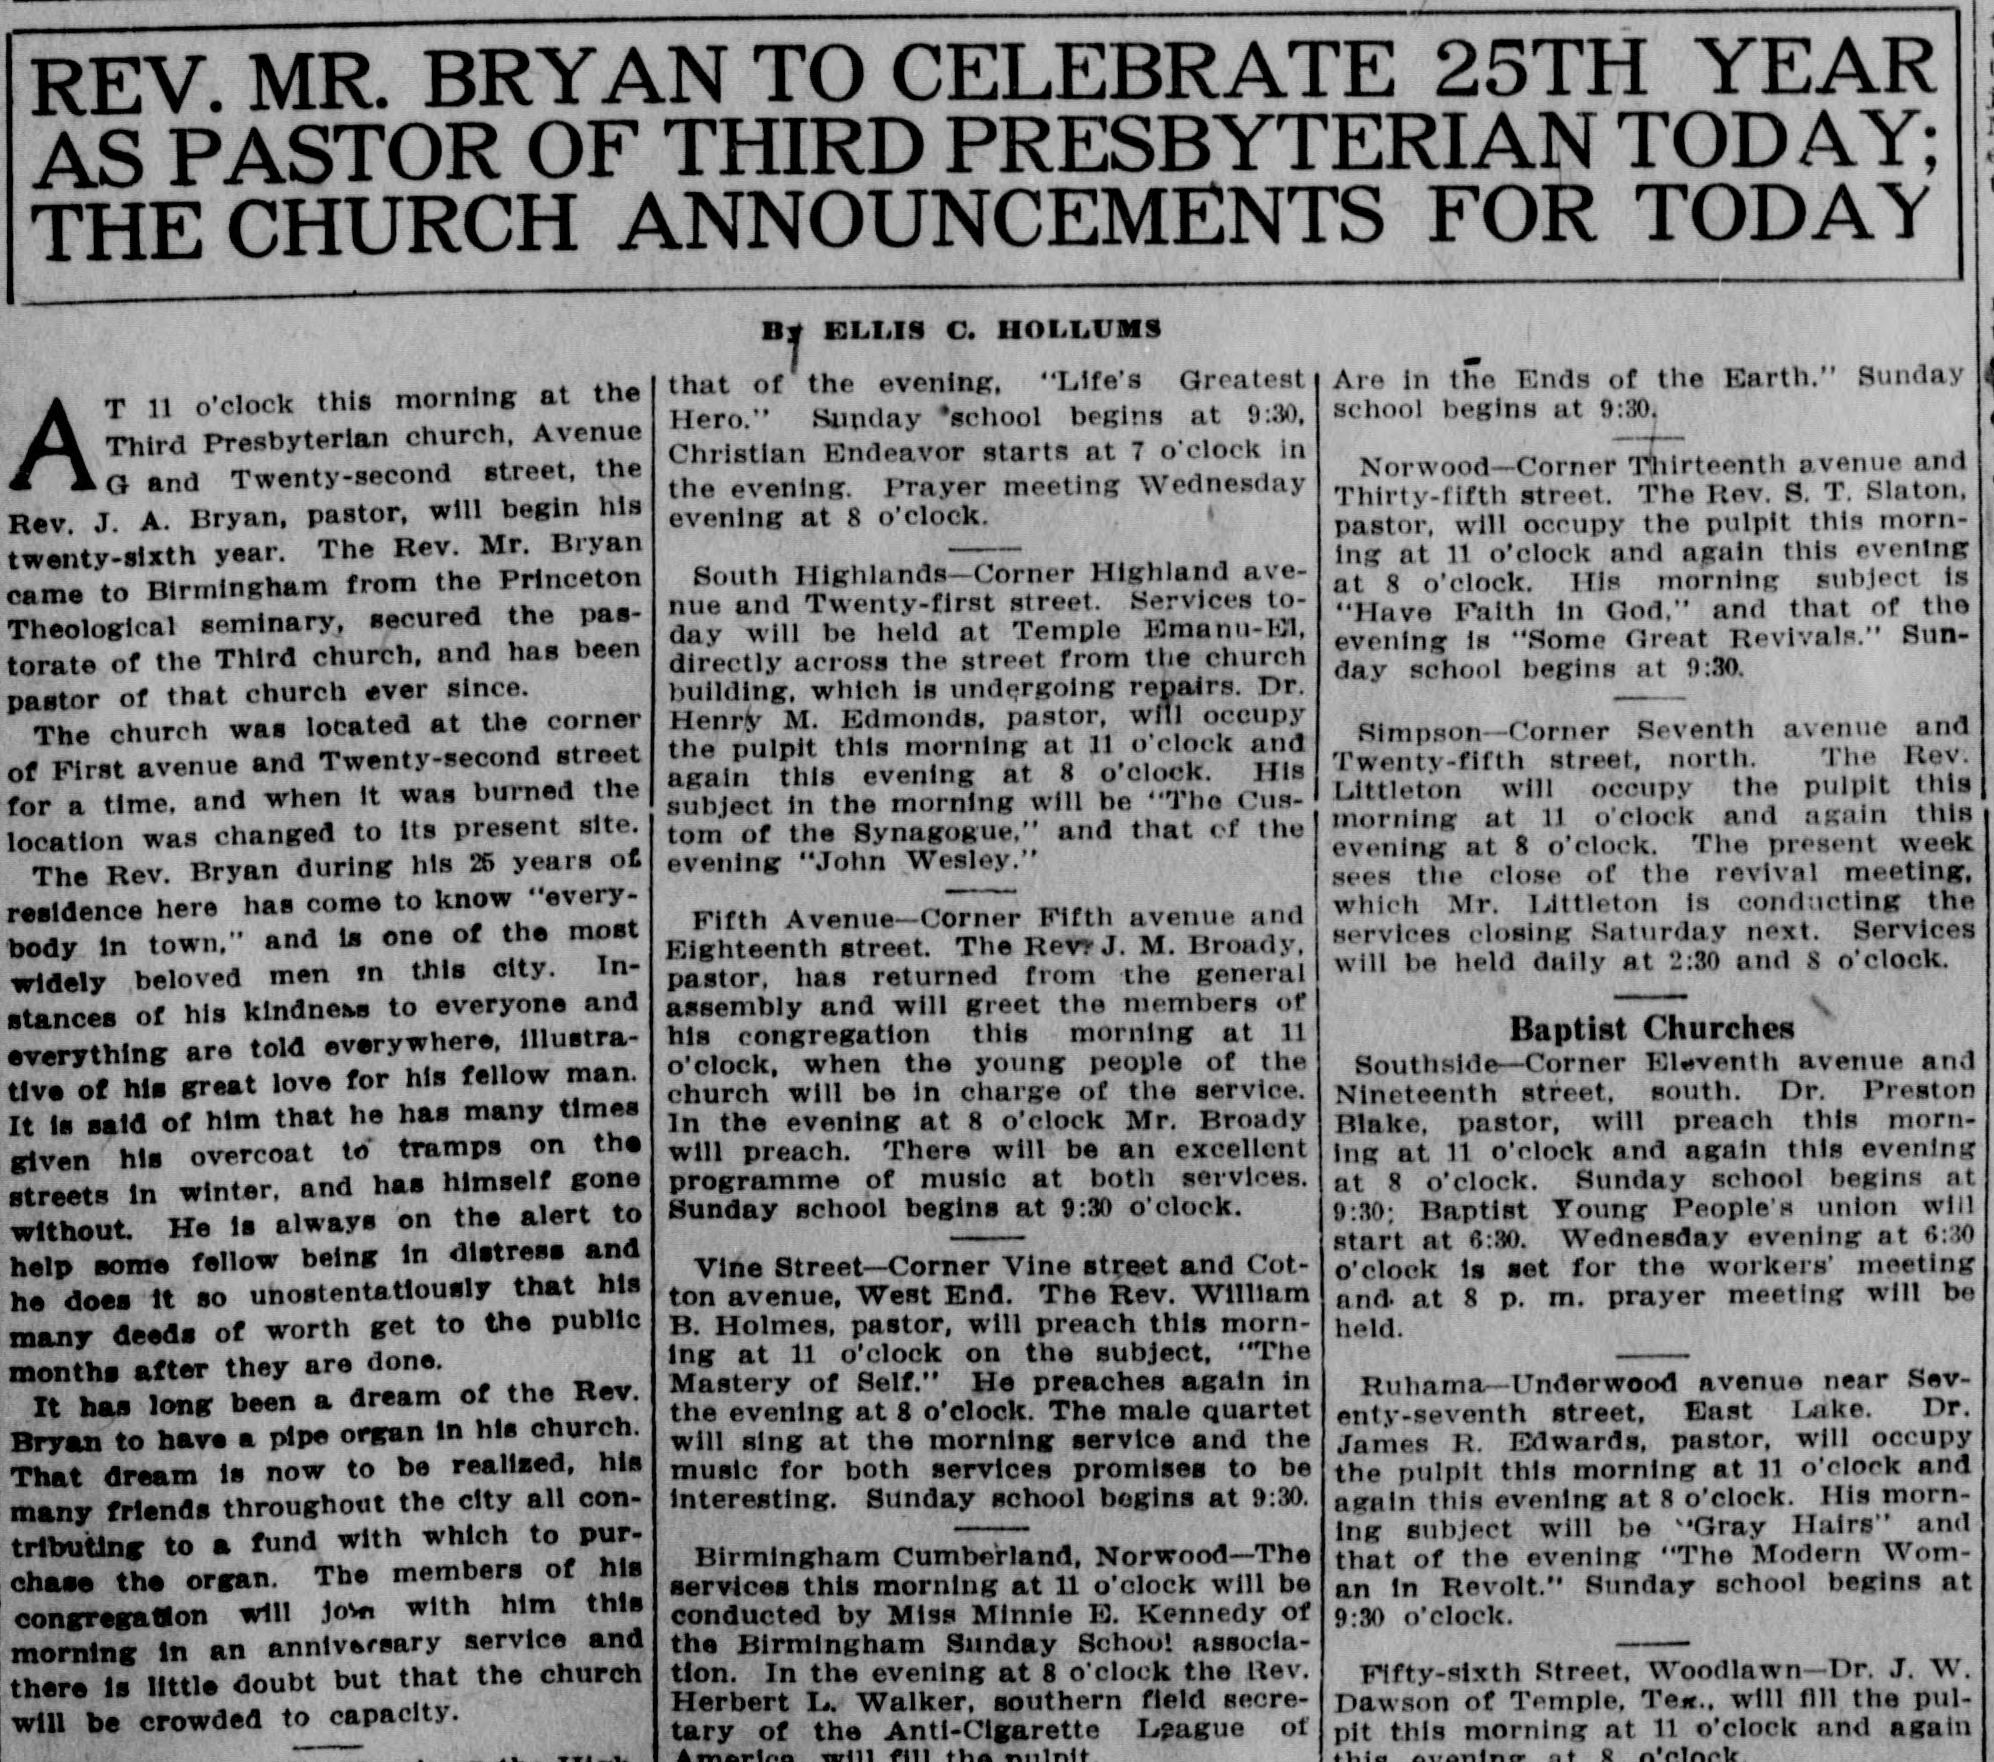 REV. MR. BRYAN TO CELEBRATE 25TH YEAR
AS PASTOR OF THIRD PRESBYTERIAN TODAY;
THE CHURCH ANNOUNCEMENTS FOR TODAY
By ELLIS C. HOLLUMS
AT 11 o'clock this morning at the
Third Presbyterian church, Avenue
G and Twenty-second street, the
Rev. J. A. Bryan, pastor, will begin his
twenty-sixth year. The Rev. Mr. Bryan
came to Birmingham from the Princeton
Theological seminary, secured the pas-
torate of the Third church, and has been
pastor of that church ever since.
The church was located at the corner
of First avenue and Twenty-second street
for a time, and when it was burned the
location was changed to its present site.
The Rev. Bryan during his 25 years of
residence here has come to know "every-
body in town," and is one of the most
widely beloved men in this city. In-
stances of his kindness to everyone and
everything are told everywhere, illustra-
tive of his great love for his fellow man.
It is said of him that he has many times
given his overcoat to tramps on the
streets in winter, and has himself gone
without. He is always on the alert to
help some fellow being in distress and
he does it so unostentatiously that his
many deeds of worth get to the public
months after they are done.
It has long been a dream of the Rev.
Bryan to have a pipe organ in his church.
That dream is now to be realized, his
many friends throughout the city all con-
tributing to a fund with which to pur-
chase the organ. The members of his
congregation will join with him this
morning in an anniversary service and
there is little doubt but that the church
will be crowded to capacity.
that of the evening, "Life's Greatest
Hero." Sunday school begins at 9:30,
Christian Endeavor starts at 7 o'clock in
the evening. Prayer meeting Wednesday
evening at 8 o'clock.
South Highlands—Corner Highland ave-
nue and Twenty-first street. Services to-
day will be held at Temple Emanu-El,
directly across the street from the church
building, which is undergoing repairs. Dr.
Henry M. Edmonds, pastor, will occupy
the pulpit this morning at 11 o'clock and
again this evening at 8 o'clock. His
subject in the morning will be "The Cus-
tom of the Synagogue," and that of the
evening "John Wesley."
Fifth Avenue—Corner Fifth avenue and
Eighteenth street. The Rev. J. M. Broady,
pastor, has returned from the general
assembly and will greet the members of
his congregation this morning at 11
o'clock, when the young people of the
church will be in charge of the service.
In the evening at 8 o'clock Mr. Broady
will preach. There will be an excellent
programme of music at both services.
Sunday school begins at 9:30 o'clock.
Vine Street—Corner Vine street and Cot-
ton avenue, West End. The Rev. William
B. Holmes, pastor, will preach this morn-
ing at 11 o'clock on the subject, "The
Mastery of Self." He preaches again in
the evening at 8 o'clock. The male quartet
will sing at the morning service and the
music for both services promises to be
interesting. Sunday school begins at 9:30.
Birmingham Cumberland, Norwood—The
services this morning at 11 o'clock will be
conducted by Miss Minnie E. Kennedy of
the Birmingham Sunday School associa-
tion. In the evening at 8 o'clock the Rev.
Herbert L. Walker, southern field secre-
tary of the Anti-Cigarette League of
America, will fill the pulpit.
Are in the Ends of the Earth." Sunday
school begins at 9:30.
Norwood—Corner Thirteenth avenue and
Thirty-fifth street. The Rev. S. T. Slaton,
pastor, will occupy the pulpit this morn-
ing at 11 o'clock and again this evening
at 8 o'clock. His morning subject is
"Have Faith in God," and that of the
evening is "Some Great Revivals." Sun-
day school begins at 9:30.
Simpson—Corner Seventh avenue and
Twenty-fifth street, north. The Rev.
Littleton will occupy the pulpit this
morning at 11 o'clock and again this
evening at 8 o'clock. The present week
sees the close of the revival meeting,
which Mr. Littleton is conducting the
services closing Saturday next. Services
will be held daily at 2:30 and 8 o'clock.
Baptist Churches
Southside—Corner Eleventh avenue and
Nineteenth street, south. Dr. Preston
Blake, pastor, will preach this morn-
ing at 11 o'clock and again this evening
at 8 o'clock. Sunday school begins at
9:30; Baptist Young People's union will
start at 6:30. Wednesday evening at 6:30
o'clock is set for the workers' meeting
and at 8 p. m. prayer meeting will be
held.
Ruhama—Underwood avenue near Sev-
enty-seventh street, East Lake. Dr.
James R. Edwards, pastor, will occupy
the pulpit this morning at 11 o'clock and
again this evening at 8 o'clock. His morn-
ing subject will be "Gray Hairs" and
that of the evening "The Modern Wom-
an in Revolt." Sunday school begins at
9:30 o'clock.
Fifty-sixth Street, Woodlawn—Dr. J. W.
Dawson of Temple, Tex., will fill the pul-
pit this morning at 11 o'clock and again
this evening at 8 o'clock.